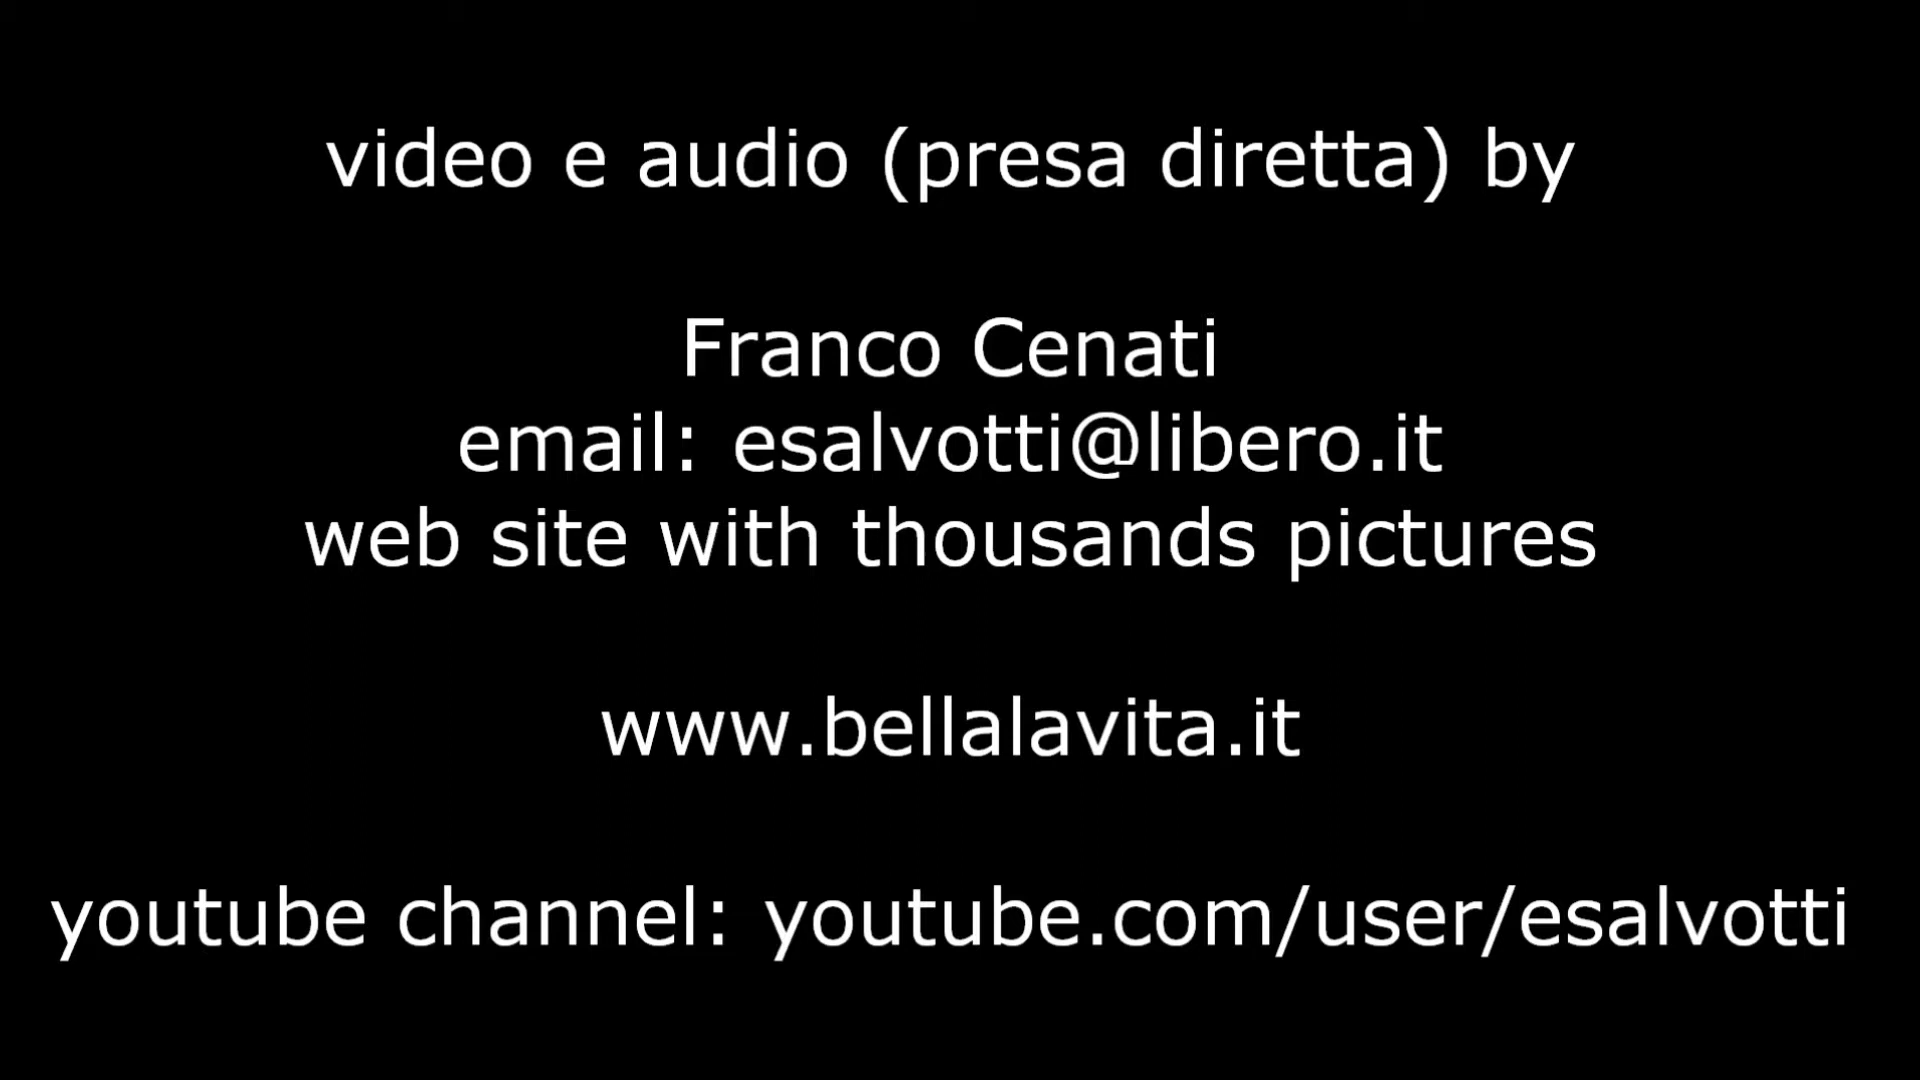 video e audio (presa diretta) by
Franco Cenati
email: esalvotti@libero.it
web site with thousands pictures
www.bellalavita.it
youtube channel: youtube.com/user/esalvotti